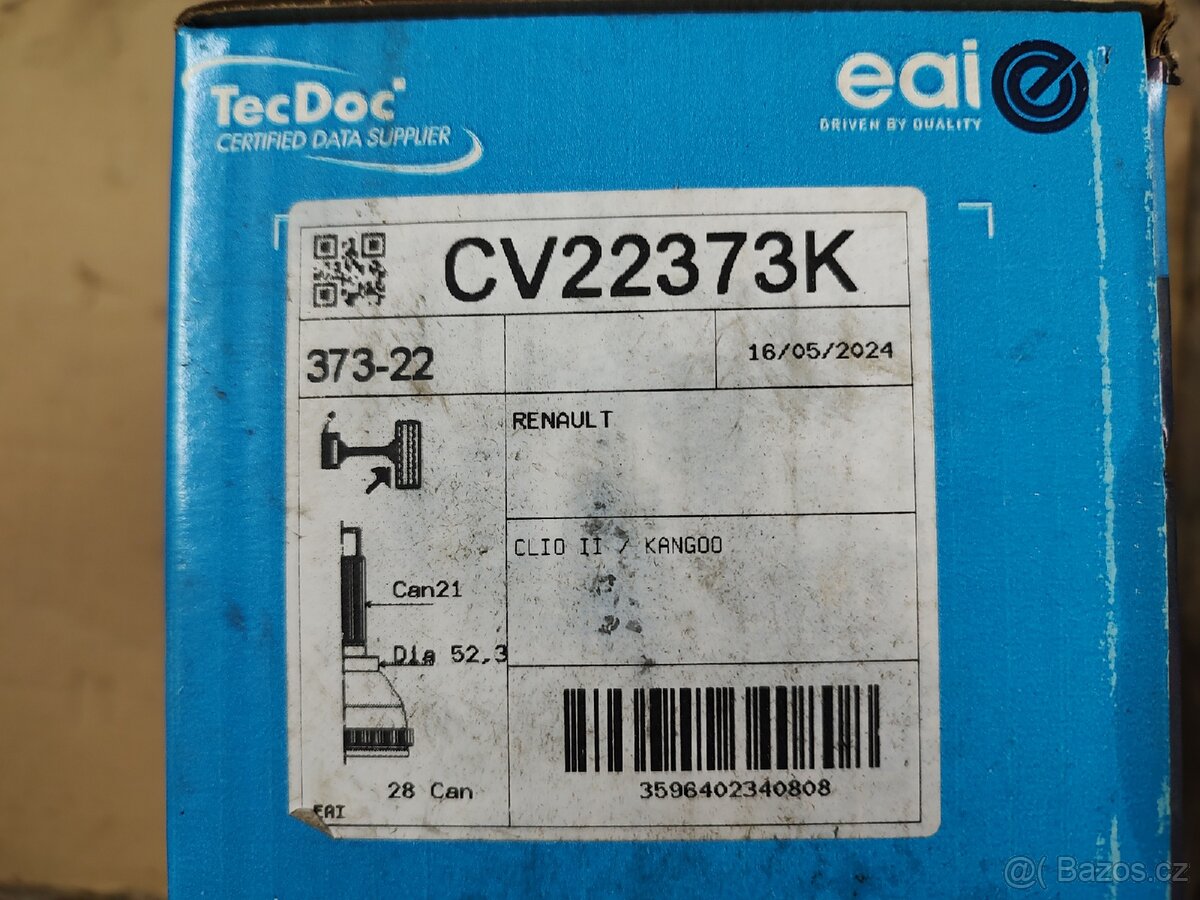 TecDoc
CERTIFIED DATA SUPPLIER
eai
DRIVEN BY QUALITY
CV22373K
373-22
16/05/2024
RENAULT
CLIO II / KANGOO
Can21
Dia 52,3
28 Can
EAI
3596402340808
@( Bazos.cz